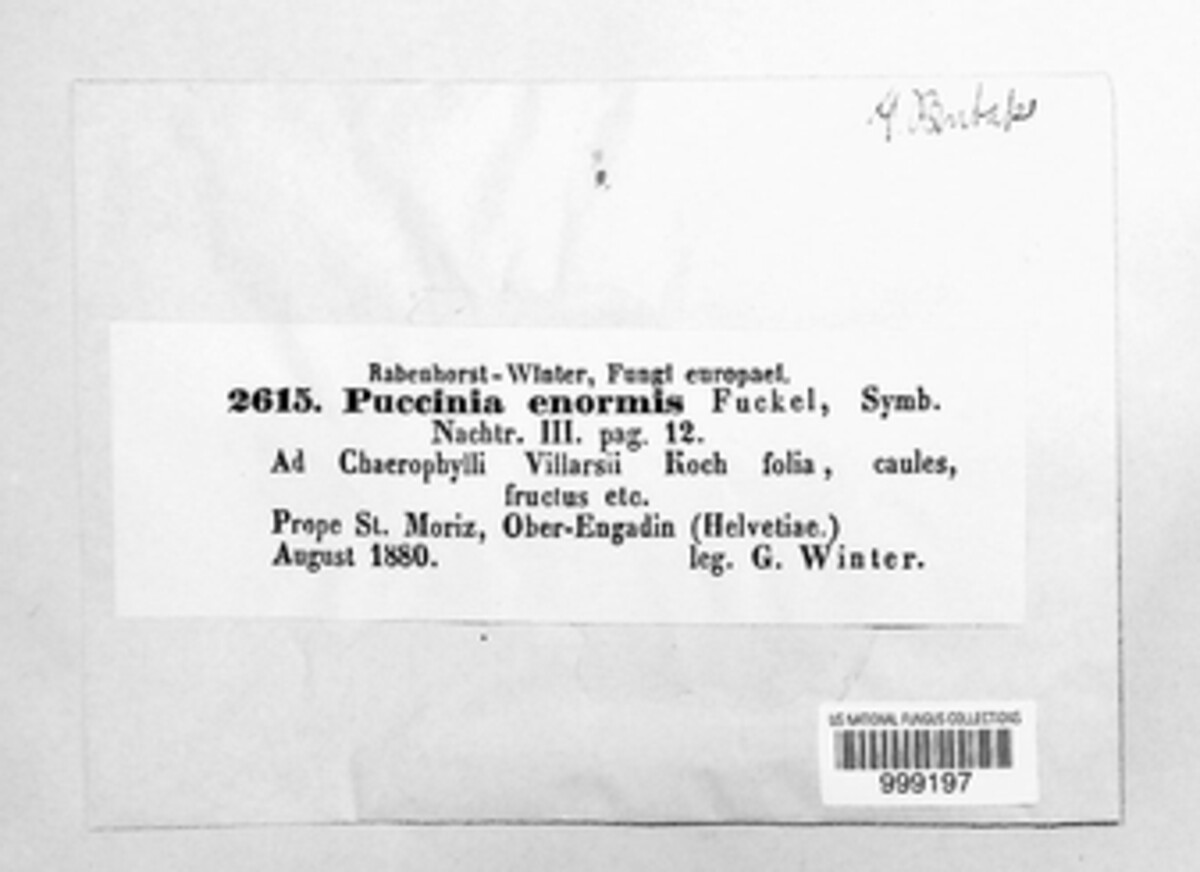 Rabenhorst-Winter, Fungi europaei.
2615. Puccinia enormis Fuckel, Symb.
Nachtr. III. pag. 12.
Ad Chaerophylli Villarsii Koch folia, caules,
fructus etc.
Prope St. Moriz, Ober-Engadin (Helvetiae.)
August 1880. leg. G. Winter.
US NATIONAL FUNGUS COLLECTIONS
999197